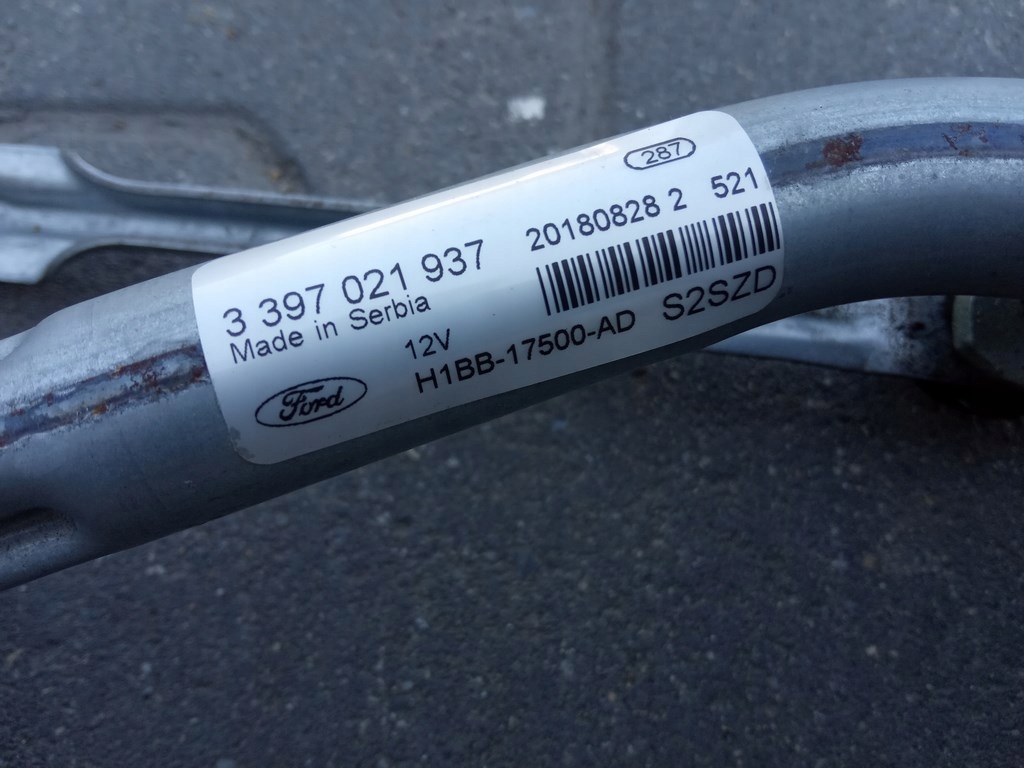 287
20180828 2 521
3 397 021 937
Made in Serbia
12V
H1BB-17500-AD S2SZD
Ford